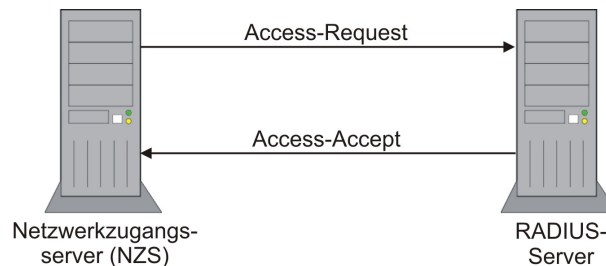 Access-Request
Access-Accept
Netzwerkzugangs-
server (NZS)
RADIUS-
Server